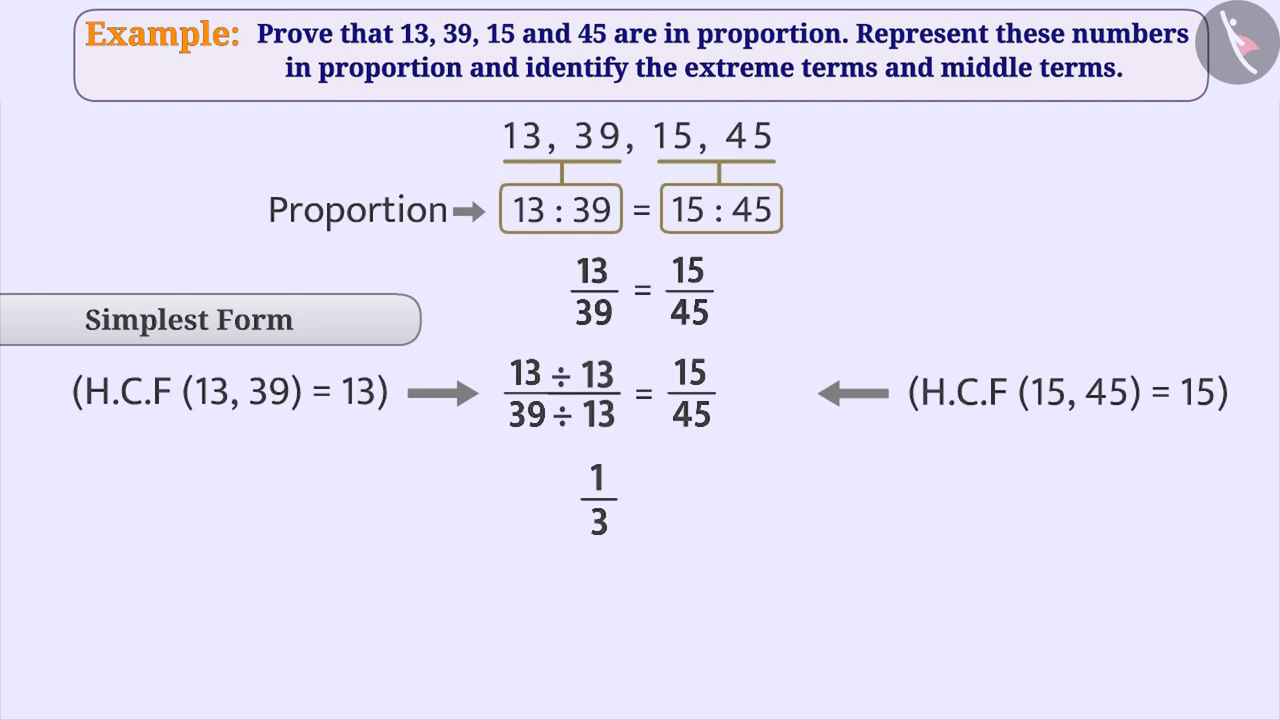 Example: Prove that 13, 39, 15 and 45 are in proportion. Represent these numbers
in proportion and identify the extreme terms and middle terms.
13, 39, 15, 45
Proportion 13 : 39 = 15 : 45
13/39 = 15/45
Simplest Form
(H.C.F (13, 39) = 13) 13 ÷ 13/39 ÷ 13 = 15/45 (H.C.F (15, 45) = 15)
1/3